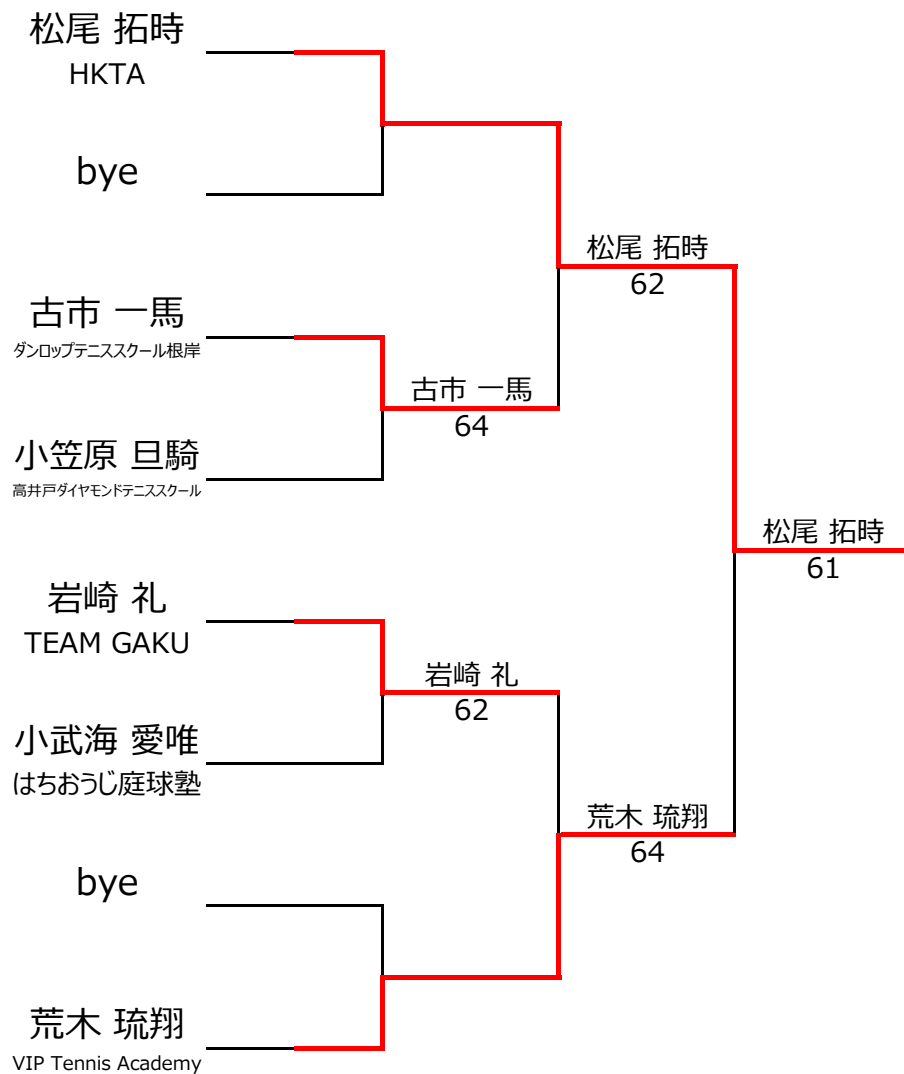 松尾 拓時
HKTA
bye
松尾 拓時
62
古市 一馬
ダンロップテニススクール根岸
古市 一馬
64
小笠原 旦騎
高井戸ダイヤモンドテニススクール
松尾 拓時
61
岩崎 礼
TEAM GAKU
岩崎 礼
62
小武海 愛唯
はちおうじ庭球塾
荒木 琉翔
64
bye
荒木 琉翔
VIP Tennis Academy